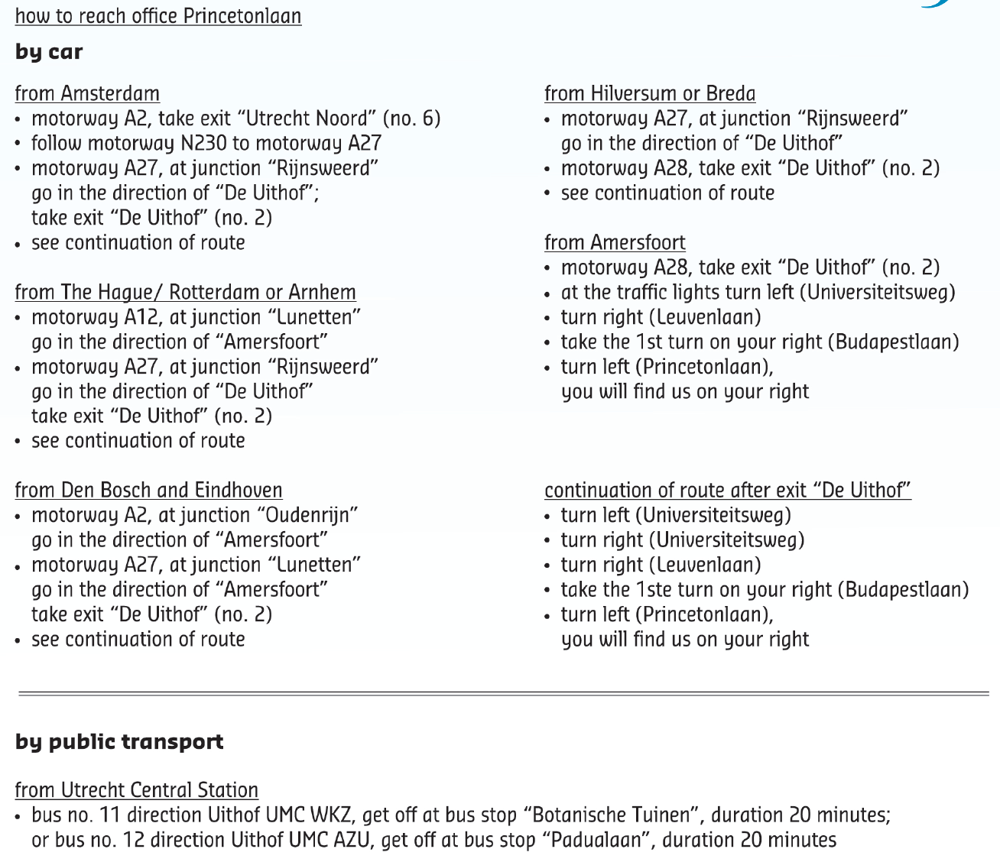 how to reach office Princetonlaan
by car
from Amsterdam
• motorway A2, take exit “Utrecht Noord” (no. 6)
• follow motorway N230 to motorway A27
• motorway A27, at junction “Rijnsweerd”
go in the direction of “De Uithof”;
take exit “De Uithof” (no. 2)
• see continuation of route
from The Hague/ Rotterdam or Arnhem
• motorway A12, at junction “Lunetten”
go in the direction of “Amersfoort”
• motorway A27, at junction “Rijnsweerd”
go in the direction of “De Uithof”
take exit “De Uithof” (no. 2)
• see continuation of route
from Den Bosch and Eindhoven
• motorway A2, at junction “Oudenrijn”
go in the direction of “Amersfoort”
• motorway A27, at junction “Lunetten”
go in the direction of “Amersfoort”
take exit “De Uithof” (no. 2)
• see continuation of route
from Hilversum or Breda
• motorway A27, at junction “Rijnsweerd”
go in the direction of “De Uithof”
• motorway A28, take exit “De Uithof” (no. 2)
• see continuation of route
from Amersfoort
• motorway A28, take exit “De Uithof” (no. 2)
• at the traffic lights turn left (Universiteitsweg)
• turn right (Leuvenlaan)
• take the 1st turn on your right (Budapestlaan)
• turn left (Princetonlaan),
you will find us on your right
continuation of route after exit “De Uithof”
• turn left (Universiteitsweg)
• turn right (Universiteitsweg)
• turn right (Leuvenlaan)
• take the 1ste turn on your right (Budapestlaan)
• turn left (Princetonlaan),
you will find us on your right
by public transport
from Utrecht Central Station
• bus no. 11 direction Uithof UMC WKZ, get off at bus stop “Botanische Tuinen”, duration 20 minutes;
or bus no. 12 direction Uithof UMC AZU, get off at bus stop “Padualaan”, duration 20 minutes